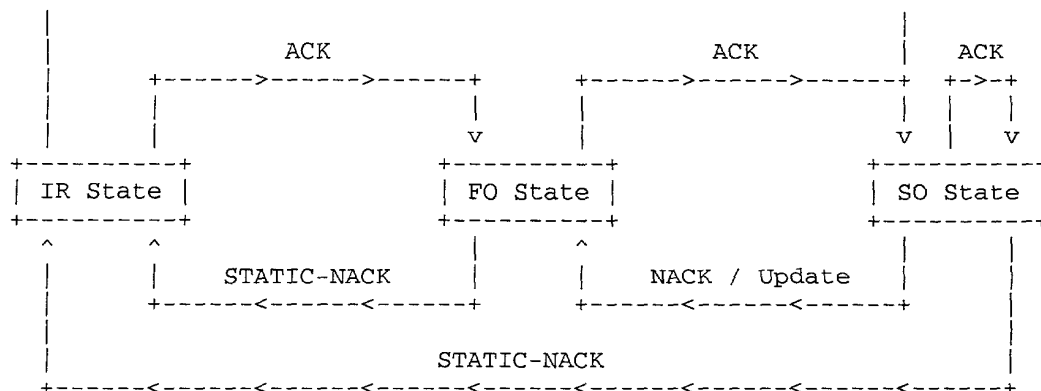 ACK ACK ACK
IR State FO State SO State
STATIC-NACK NACK / Update
STATIC-NACK